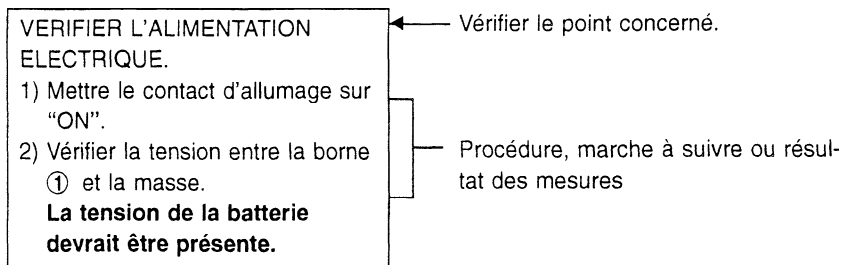 VERIFIER L'ALIMENTATION
ELECTRIQUE.
1) Mettre le contact d'allumage sur
"ON".
2) Vérifier la tension entre la borne
① et la masse.
La tension de la batterie
devrait être présente.
Vérifier le point concerné.
Procédure, marche à suivre ou résul-
tat des mesures